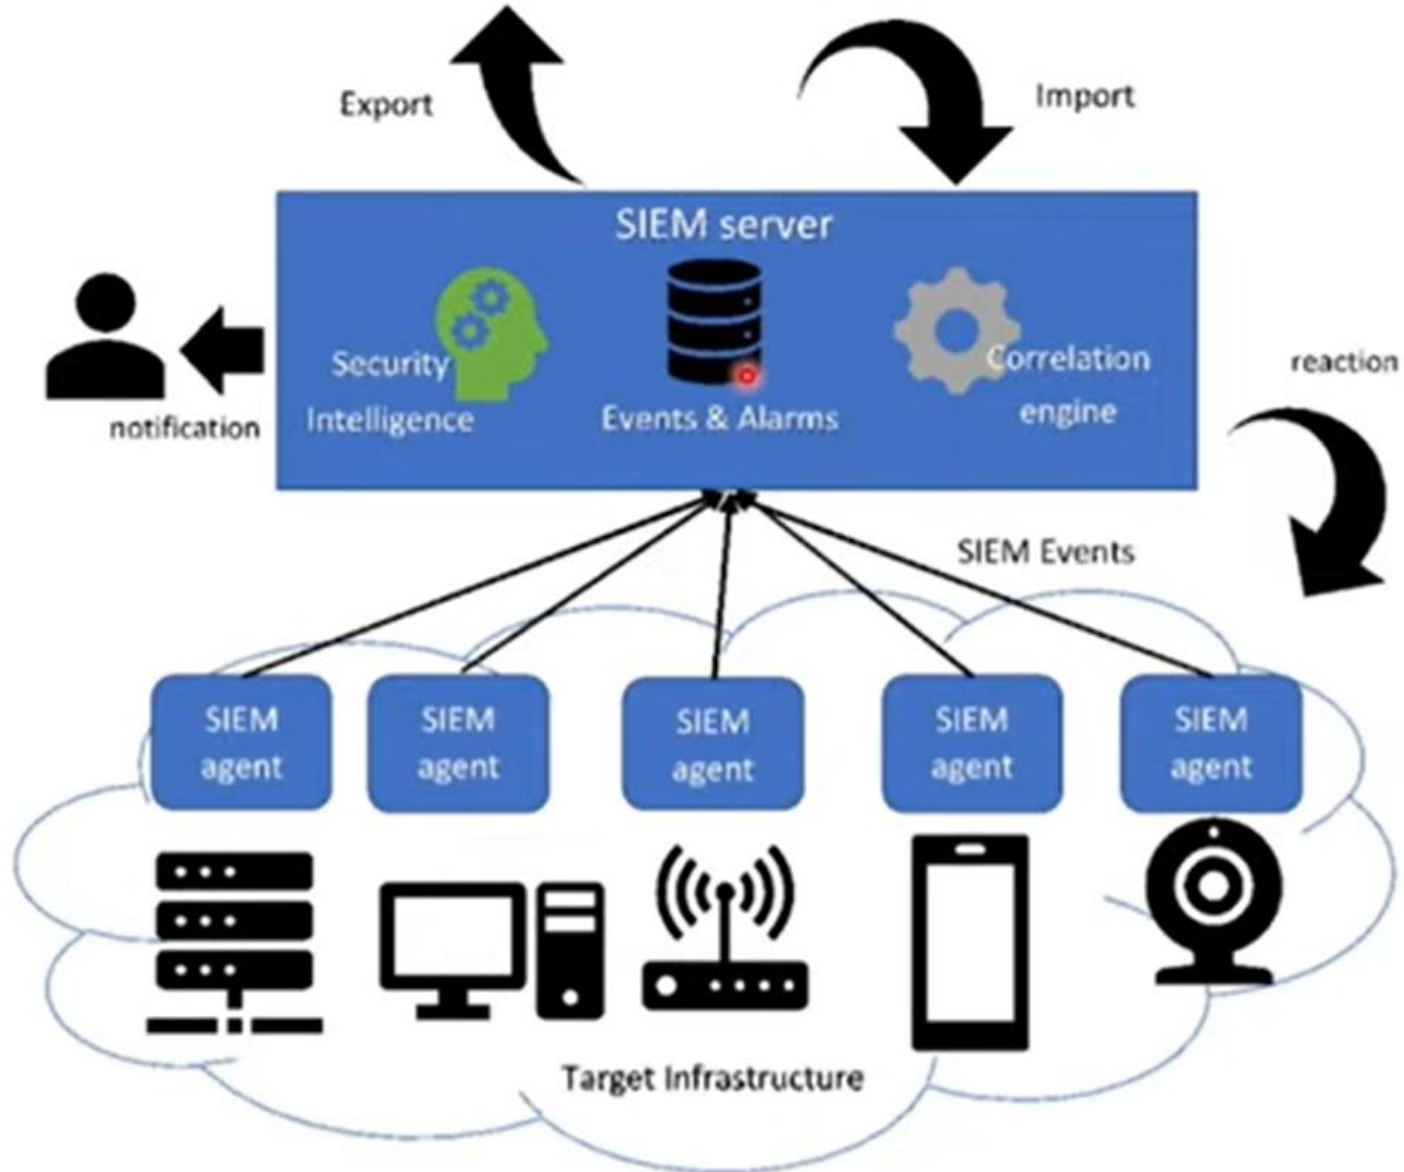 Export
Import
SIEM server
Security
Intelligence
Events & Alarms
Correlation
engine
notification
reaction
SIEM Events
SIEM
agent
SIEM
agent
SIEM
agent
SIEM
agent
SIEM
agent
Target Infrastructure